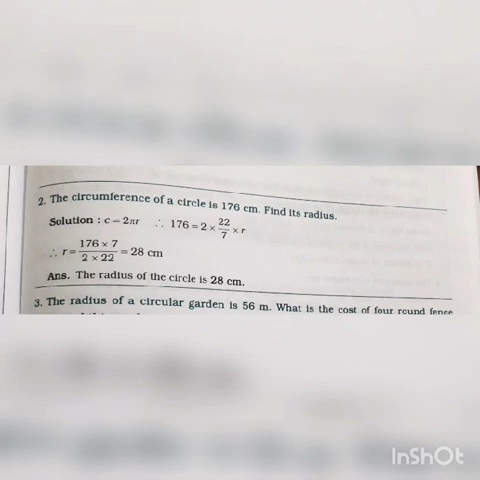 2. The circumference of a circle is 176 cm. Find its radius.
Solution : c = 2πr ∴ 176 = 2 × 22/7 × r
∴ r = 176 × 7 / 2 × 22 = 28 cm
Ans. The radius of the circle is 28 cm.
3. The radius of a circular garden is 56 m. What is the cost of four round fence
InShOt